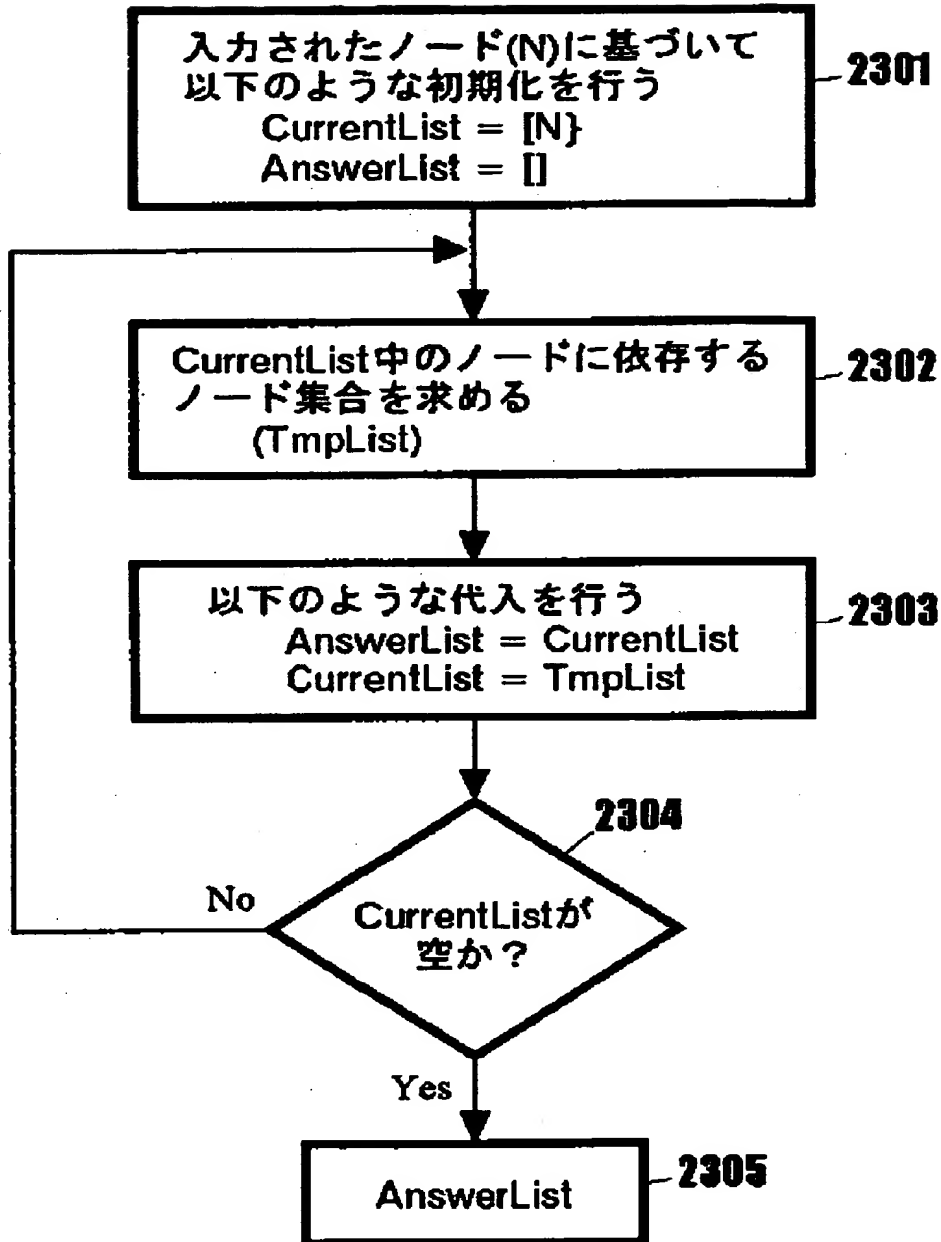 入力されたノード(N)に基づいて
以下のような初期化を行う
CurrentList = [N}
AnswerList = []
2301
CurrentList中のノードに依存する
ノード集合を求める
(TmpList)
2302
以下のような代入を行う
AnswerList = CurrentList
CurrentList = TmpList
2303
2304
CurrentListが
空か？
No
Yes
AnswerList
2305